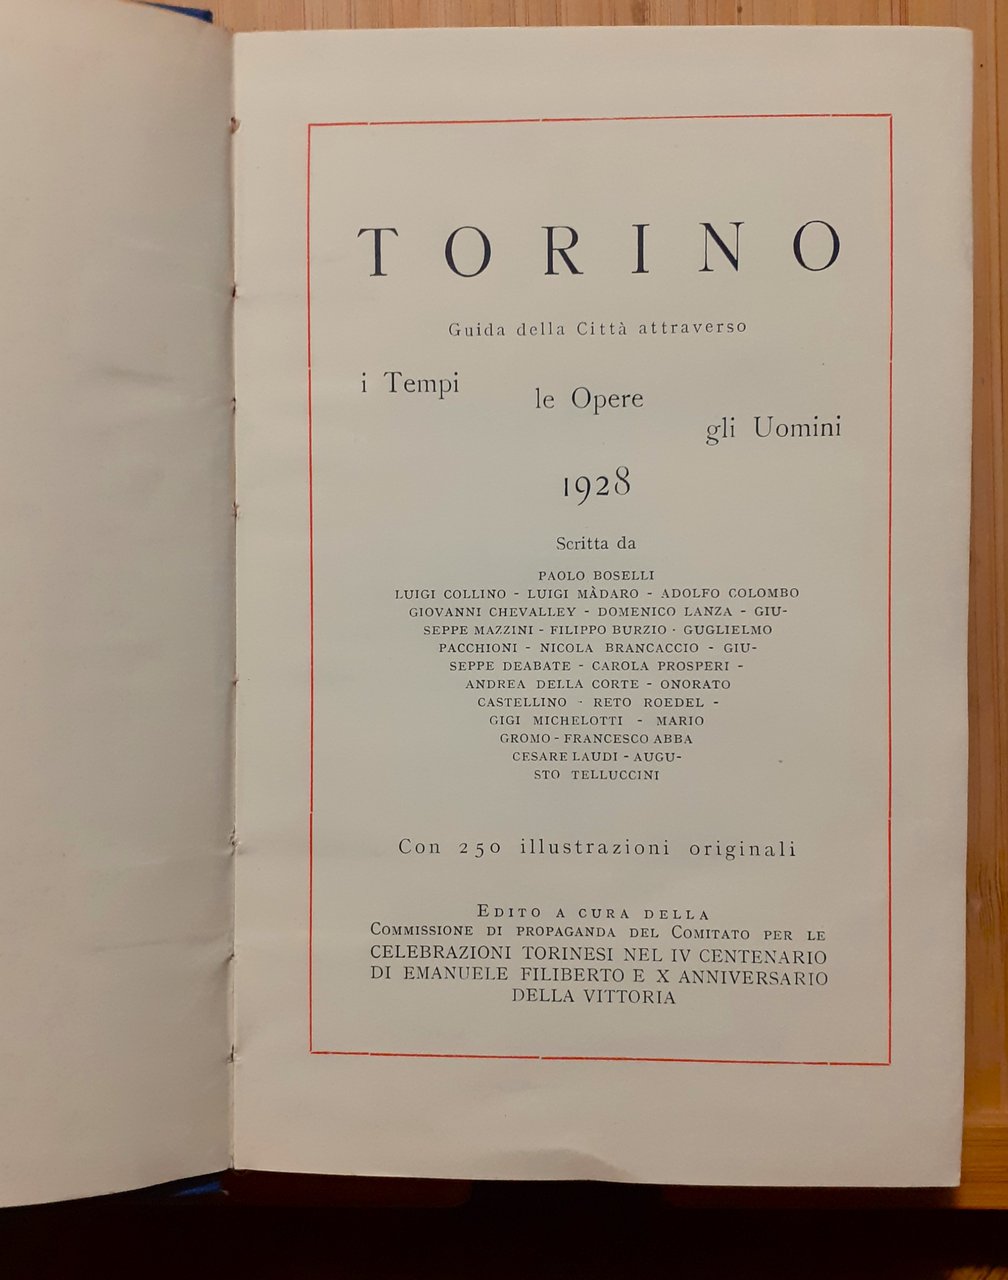 TORINO
Guida della Città attraverso
i Tempi
le Opere
gli Uomini
1928
Scritta da
PAOLO BOSELLI
LUIGI COLLINO - LUIGI MÀDARO - ADOLFO COLOMBO
GIOVANNI CHEVALLEY - DOMENICO LANZA - GIU-
SEPPE MAZZINI - FILIPPO BURZIO - GUGLIELMO
PACCHIONI - NICOLA BRANCACCIO - GIU-
SEPPE DEABATE - CAROLA PROSPERI -
ANDREA DELLA CORTE - ONORATO
CASTELLINO - RETO ROEDEL -
GIGI MICHELOTTI - MARIO
GROMO - FRANCESCO ABBA
CESARE LAUDI - AUGU-
STO TELLUCCINI
Con 250 illustrazioni originali
EDITO A CURA DELLA
COMMISSIONE DI PROPAGANDA DEL COMITATO PER LE
CELEBRAZIONI TORINESI NEL IV CENTENARIO
DI EMANUELE FILIBERTO E X ANNIVERSARIO
DELLA VITTORIA